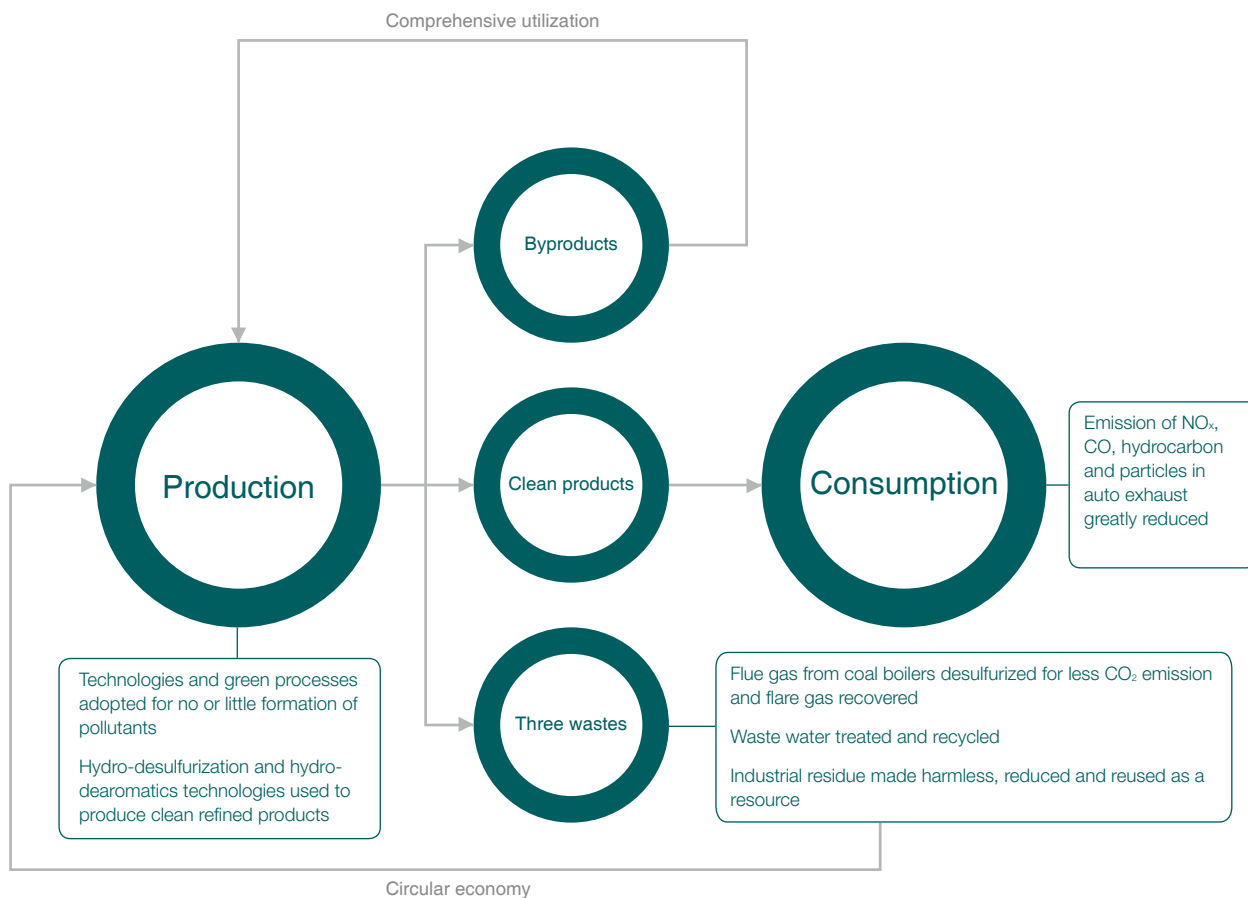 Comprehensive utilization
Byproducts
Production
Clean products
Consumption
Emission of NOₓ,
CO, hydrocarbon
and particles in
auto exhaust
greatly reduced
Technologies and green processes
adopted for no or little formation of
pollutants
Hydro-desulfurization and hydro-
dearomatics technologies used to
produce clean refined products
Three wastes
Flue gas from coal boilers desulfurized for less CO₂ emission
and flare gas recovered
Waste water treated and recycled
Industrial residue made harmless, reduced and reused as a
resource
Circular economy